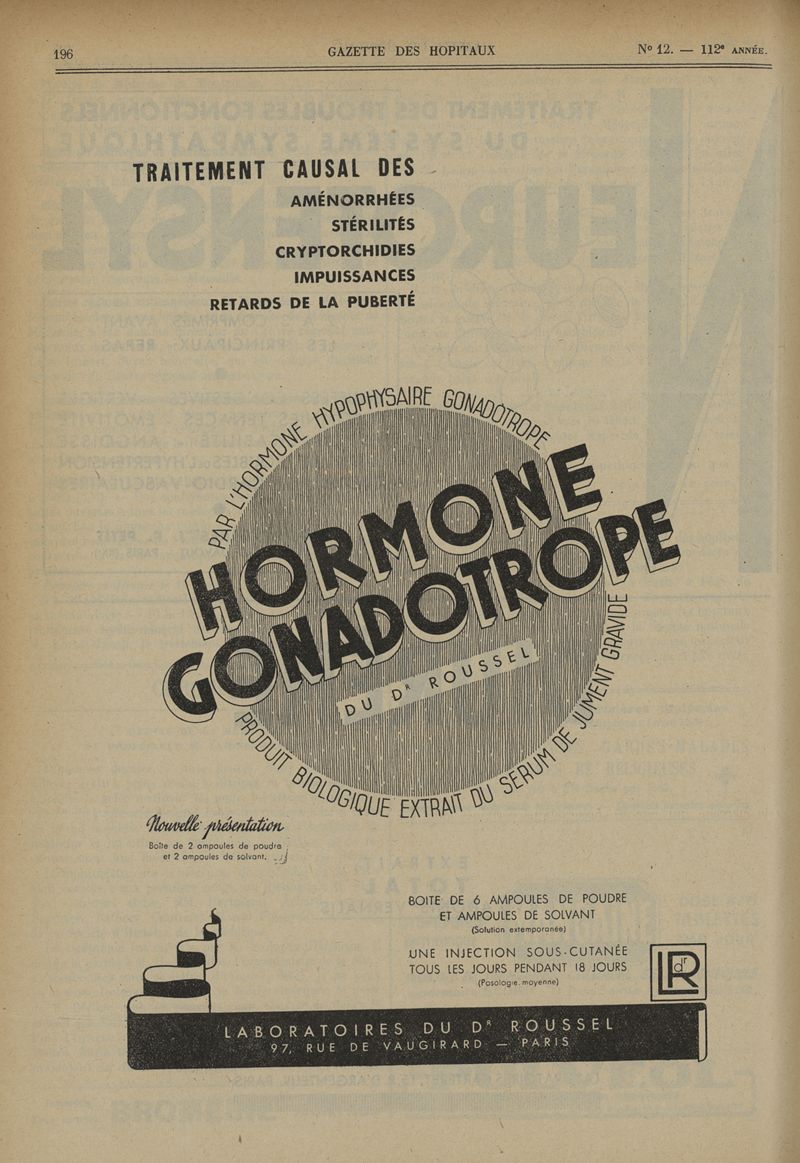 196
GAZETTE DES HOPITAUX
Nº 12. — 112e ANNÉE.
TRAITEMENT CAUSAL DES
AMÉNORRHÉES
STÉRILITÉS
CRYPTORCHIDIES
IMPUISSANCES
RETARDS DE LA PUBERTÉ
PAR L'HORMONE HYPOPHYSAIRE GONADOTROPE
HORMONE
GONADOTROPE
DU DR ROUSSEL
PRODUIT BIOLOGIQUE EXTRAIT DU SERUM DE JUMENT GRAVIDE
Nouvelle présentation
Boîte de 2 ampoules de poudre
et 2 ampoules de solvant.
BOITE DE 6 AMPOULES DE POUDRE
ET AMPOULES DE SOLVANT
(Solution extemporanée)
UNE INJECTION SOUS-CUTANÉE
TOUS LES JOURS PENDANT 18 JOURS
(Posologie moyenne)
L dr R
LABORATOIRES DU DR ROUSSEL
97, RUE DE VAUGIRARD — PARIS